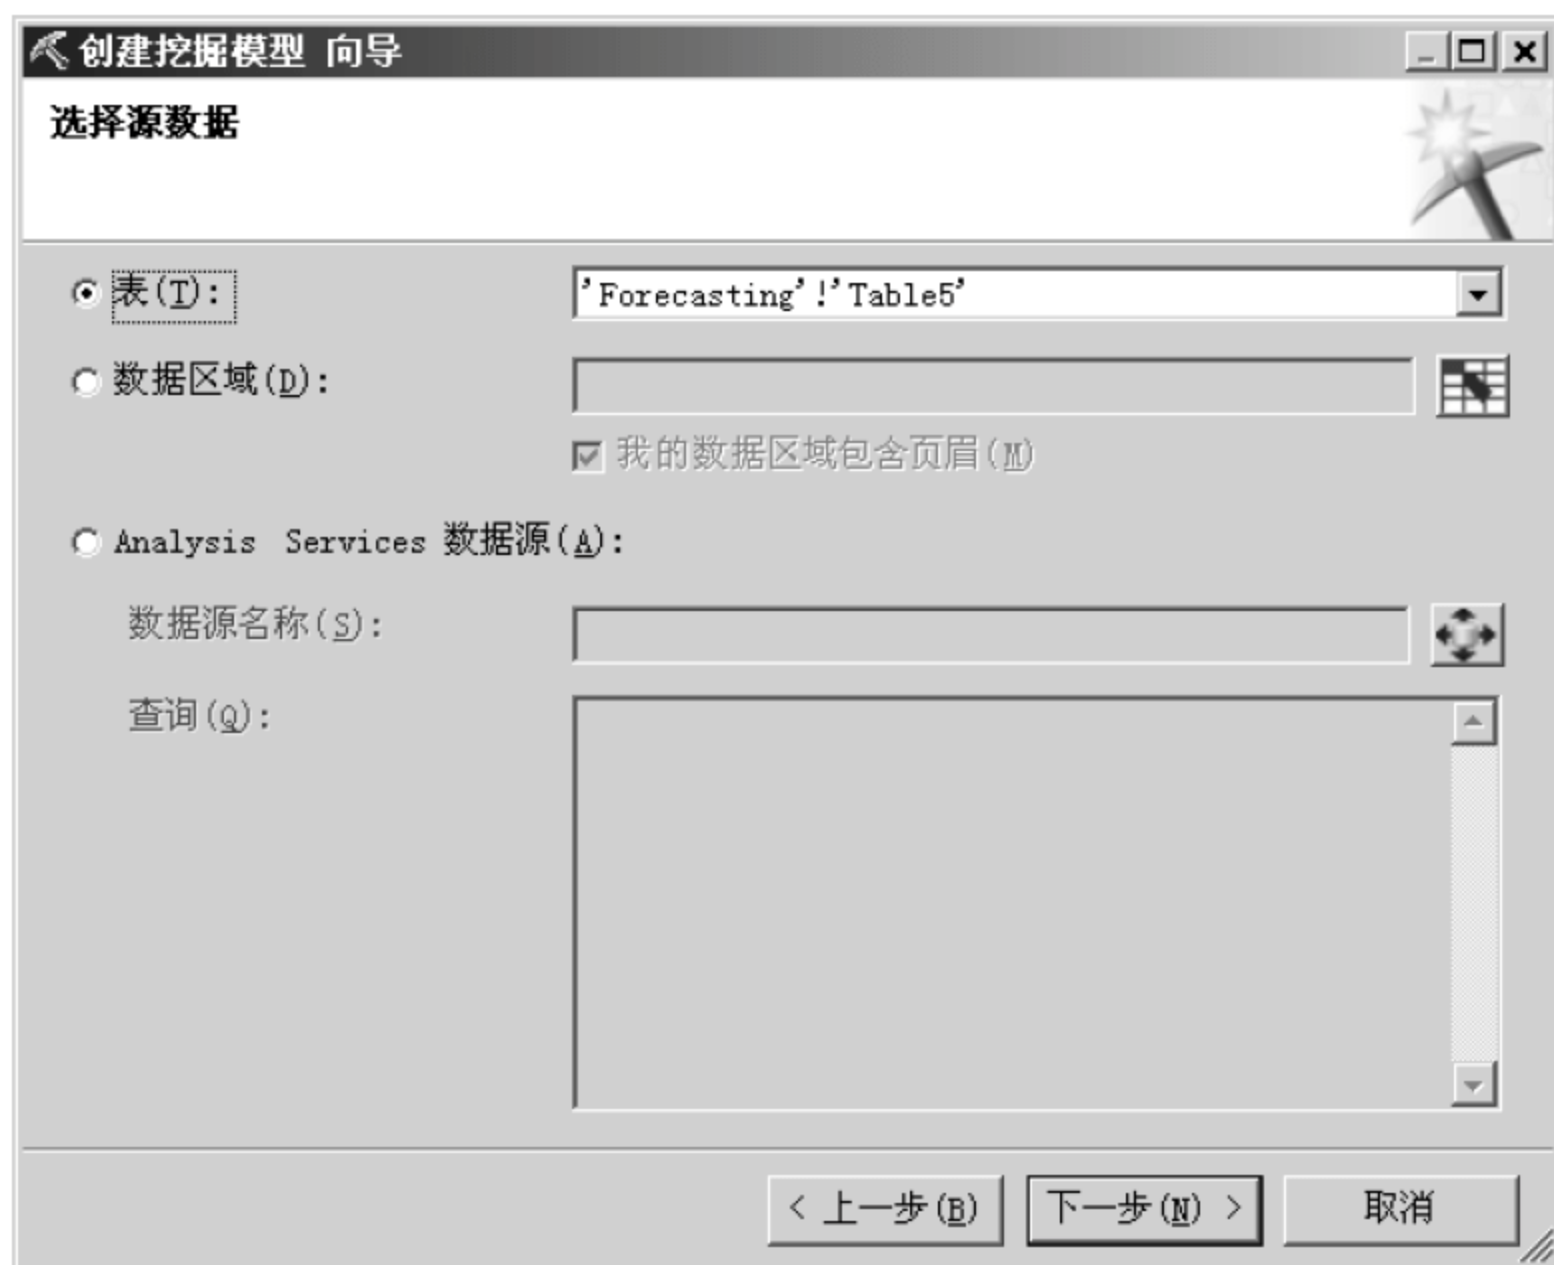 创建挖掘模型 向导
选择源数据
表(T):
'Forecasting'!'Table5'
数据区域(D):
我的数据区域包含页眉(M)
Analysis Services 数据源(A):
数据源名称(S):
查询(Q):
< 上一步(B)
下一步(N) >
取消